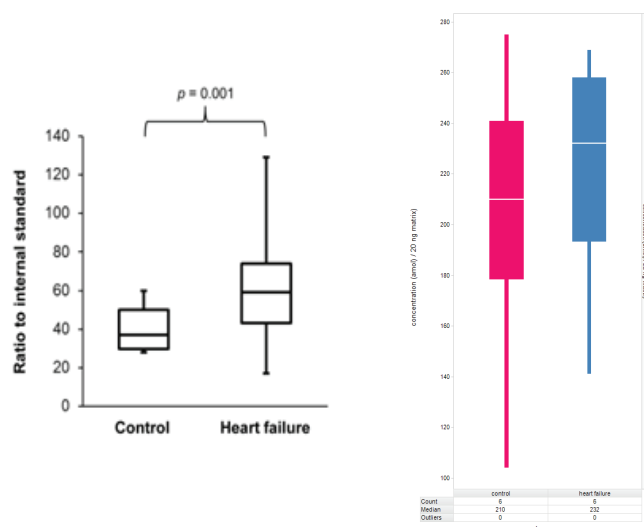 p = 0.001
Ratio to internal standard
140
120
100
80
60
40
20
0
Control Heart failure
concentration (amol) / 20 ng matrix)
280
260
240
220
200
180
160
140
120
100
control heart failure
Count 6 6
Median 210 232
Outliers 0 0